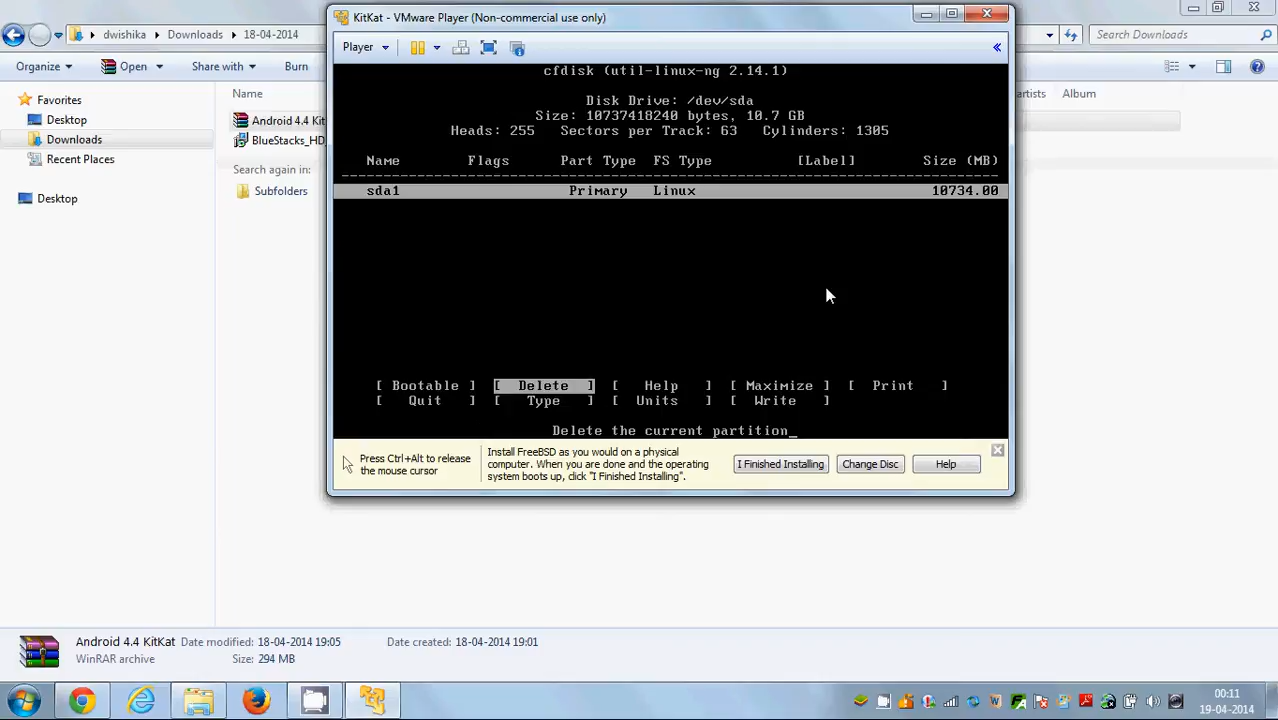 KitKat - VMware Player (Non-commercial use only)
dwishika
Downloads
18-04-2014
Search Downloads
Player
Organize
Open
Share with
Burn
cfdisk (util-linux-ng 2.14.1)
Disk Drive: /dev/sda
Size: 10737418240 bytes, 10.7 GB
Heads: 255 Sectors per Track: 63 Cylinders: 1305
Name Flags Part Type FS Type [Label] Size (MB)
sda1 Primary Linux 10734.00
[ Bootable ] [ Delete ] [ Help ] [ Maximize ] [ Print ]
[ Quit ] [ Type ] [ Units ] [ Write ]
Delete the current partition_
Favorites
Desktop
Downloads
Recent Places
Desktop
Name
Album
Android 4.4 Kit
BlueStacks_HD
Search again in:
Subfolders
Press Ctrl+Alt to release
the mouse cursor
Install FreeBSD as you would on a physical
computer. When you are done and the operating
system boots up, click "I Finished Installing".
I Finished Installing
Change Disc
Help
Android 4.4 KitKat Date modified: 18-04-2014 19:05 Date created: 18-04-2014 19:01
WinRAR archive Size: 294 MB
00:11
19-04-2014